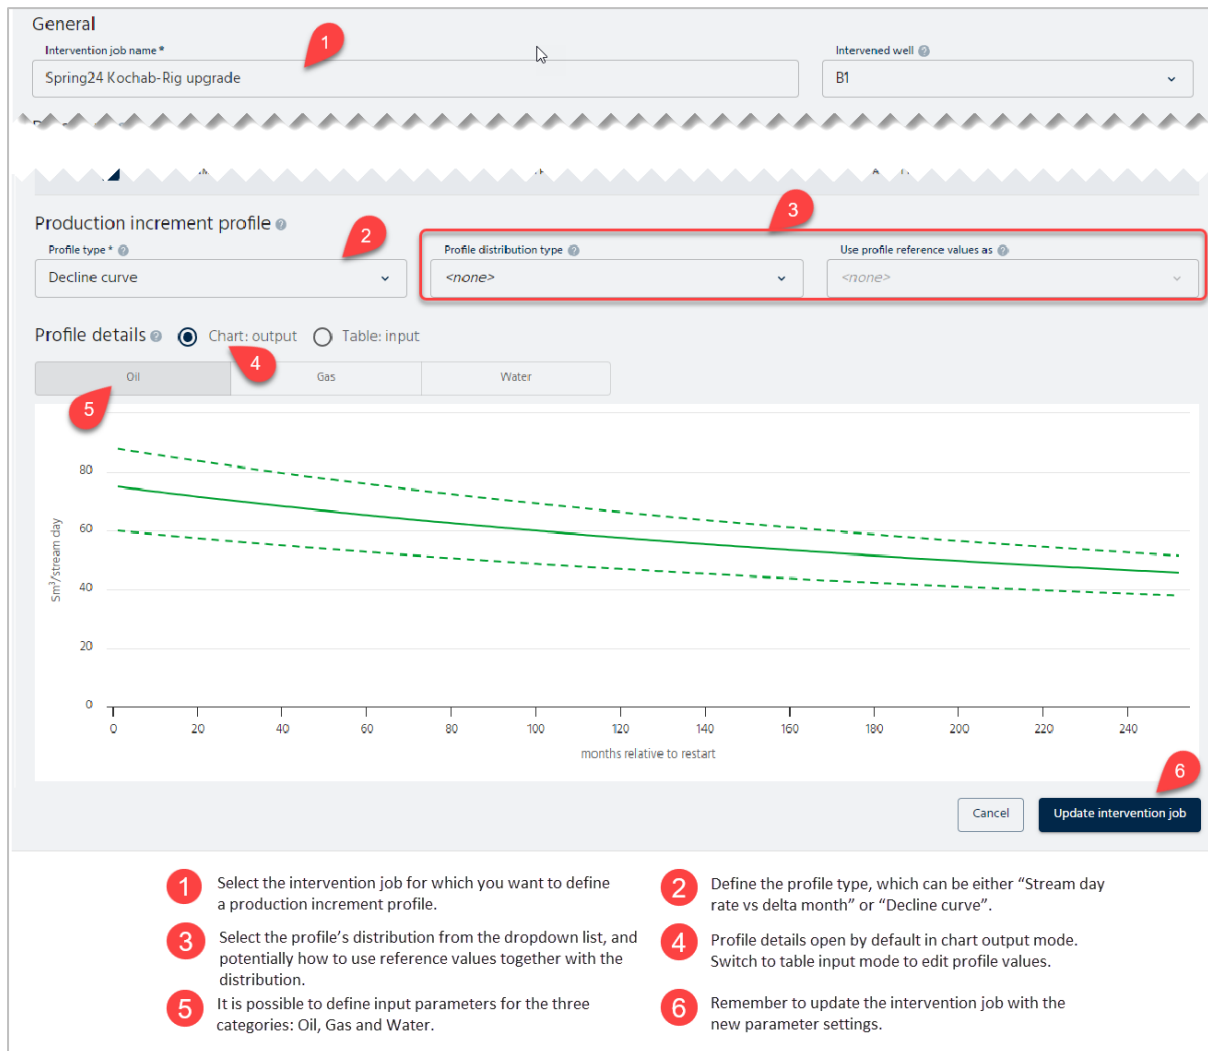 General
1
Intervention job name *
Intervened well
Spring24 Kochab-Rig upgrade
B1
3
Production increment profile
2
Profile type *
Profile distribution type
Use profile reference values as
Decline curve
<none>
<none>
Profile details
Chart: output
Table: input
4
Oil
Gas
Water
5
80
60
40
20
0
Sm³/stream day
0 20 40 60 80 100 120 140 160 180 200 220 240
months relative to restart
6
Cancel
Update intervention job
1 Select the intervention job for which you want to define
a production increment profile.
2 Define the profile type, which can be either “Stream day
rate vs delta month” or “Decline curve”.
3 Select the profile’s distribution from the dropdown list, and
potentially how to use reference values together with the
distribution.
4 Profile details open by default in chart output mode.
Switch to table input mode to edit profile values.
5 It is possible to define input parameters for the three
categories: Oil, Gas and Water.
6 Remember to update the intervention job with the
new parameter settings.